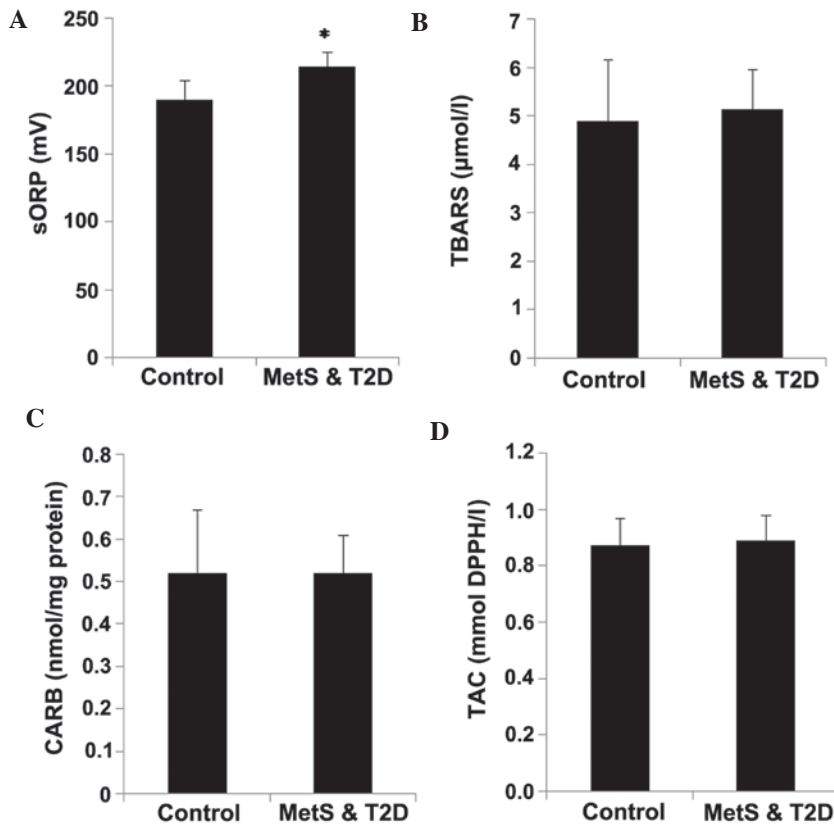 A
sORP (mV)
250
200
150
100
50
0
*
Control MetS & T2D
B
TBARS (µmol/l)
7
6
5
4
3
2
1
0
Control MetS & T2D
C
CARB (nmol/mg protein)
0.8
0.7
0.6
0.5
0.4
0.3
0.2
0.1
0
Control MetS & T2D
D
TAC (mmol DPPH/l)
1.2
1.0
0.8
0.6
0.4
0.2
0.0
Control MetS & T2D